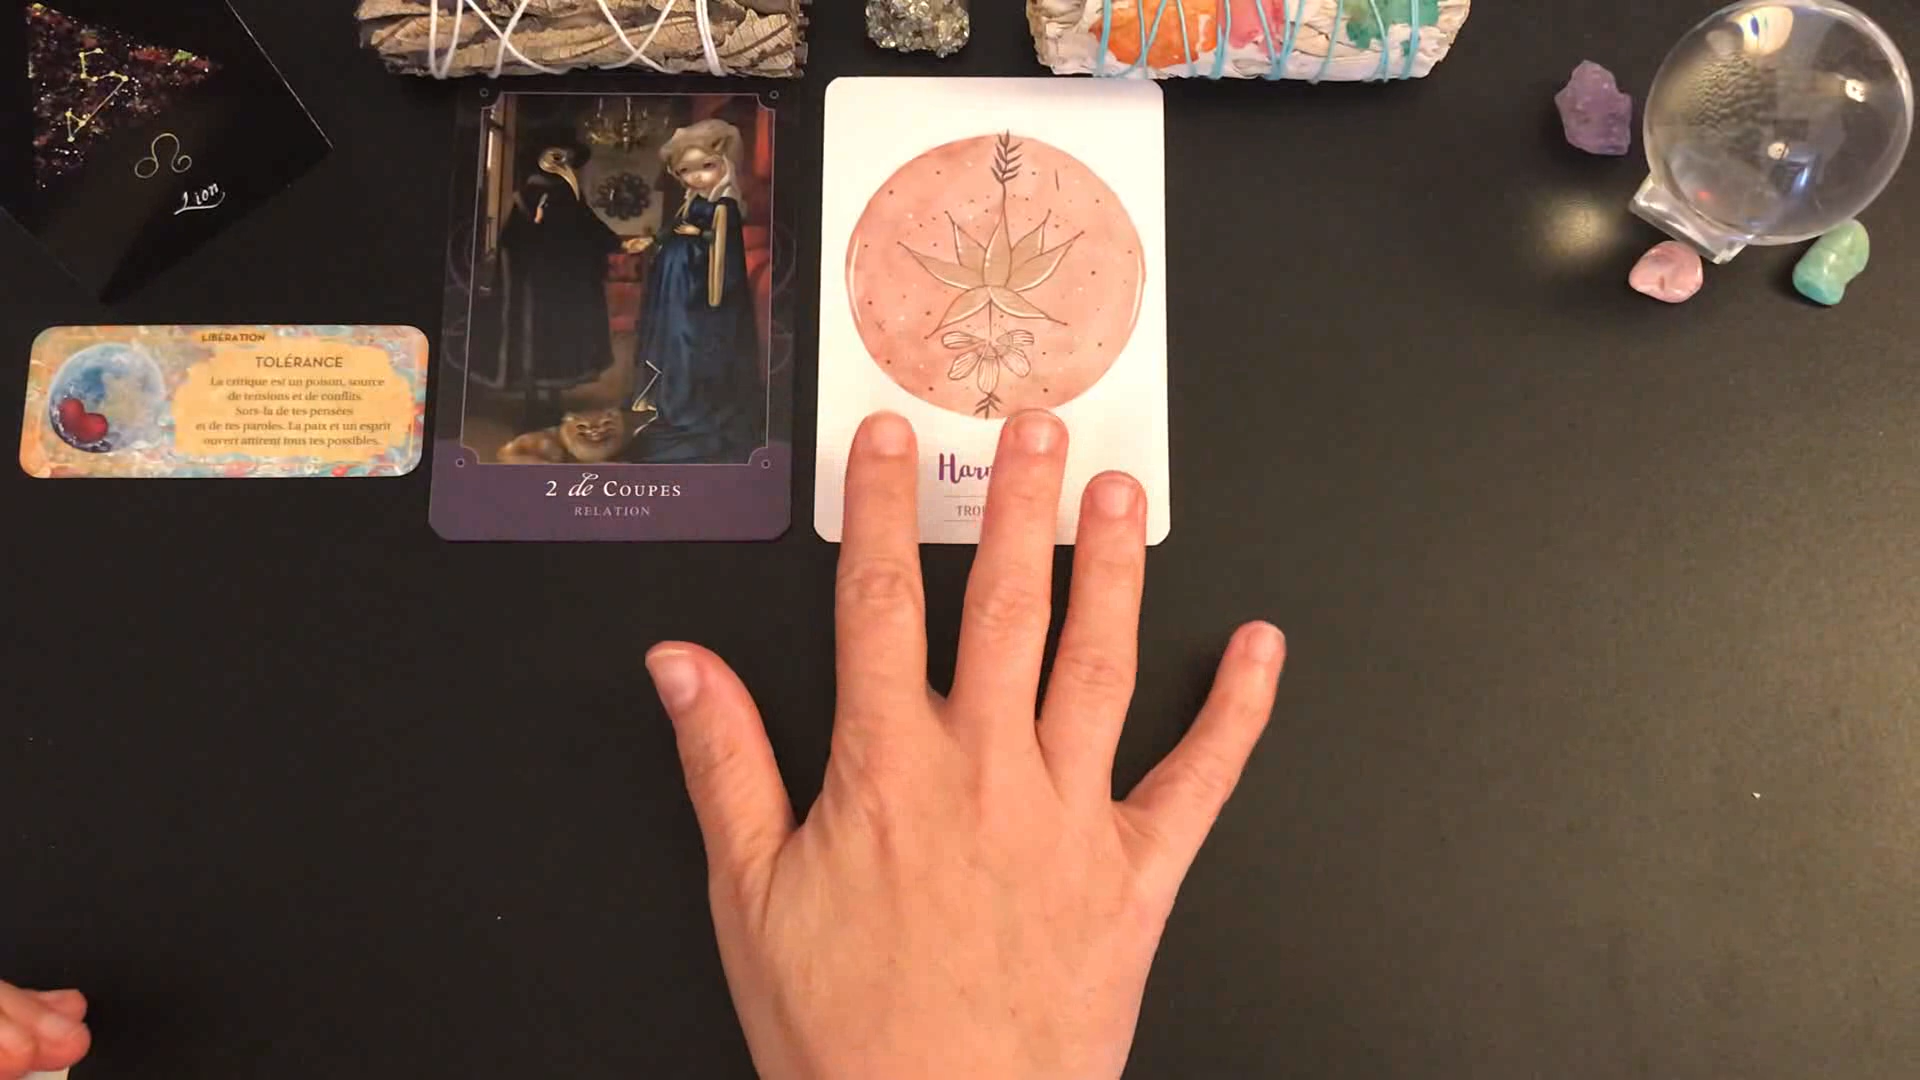 Lion
LIBÉRATION
TOLÉRANCE
La critique est un poison, source
de tensions et de conflits.
Sors-la de tes pensées
et de tes paroles. La paix et un esprit
ouvert attirent tous tes possibles.
2 de COUPES
RELATION